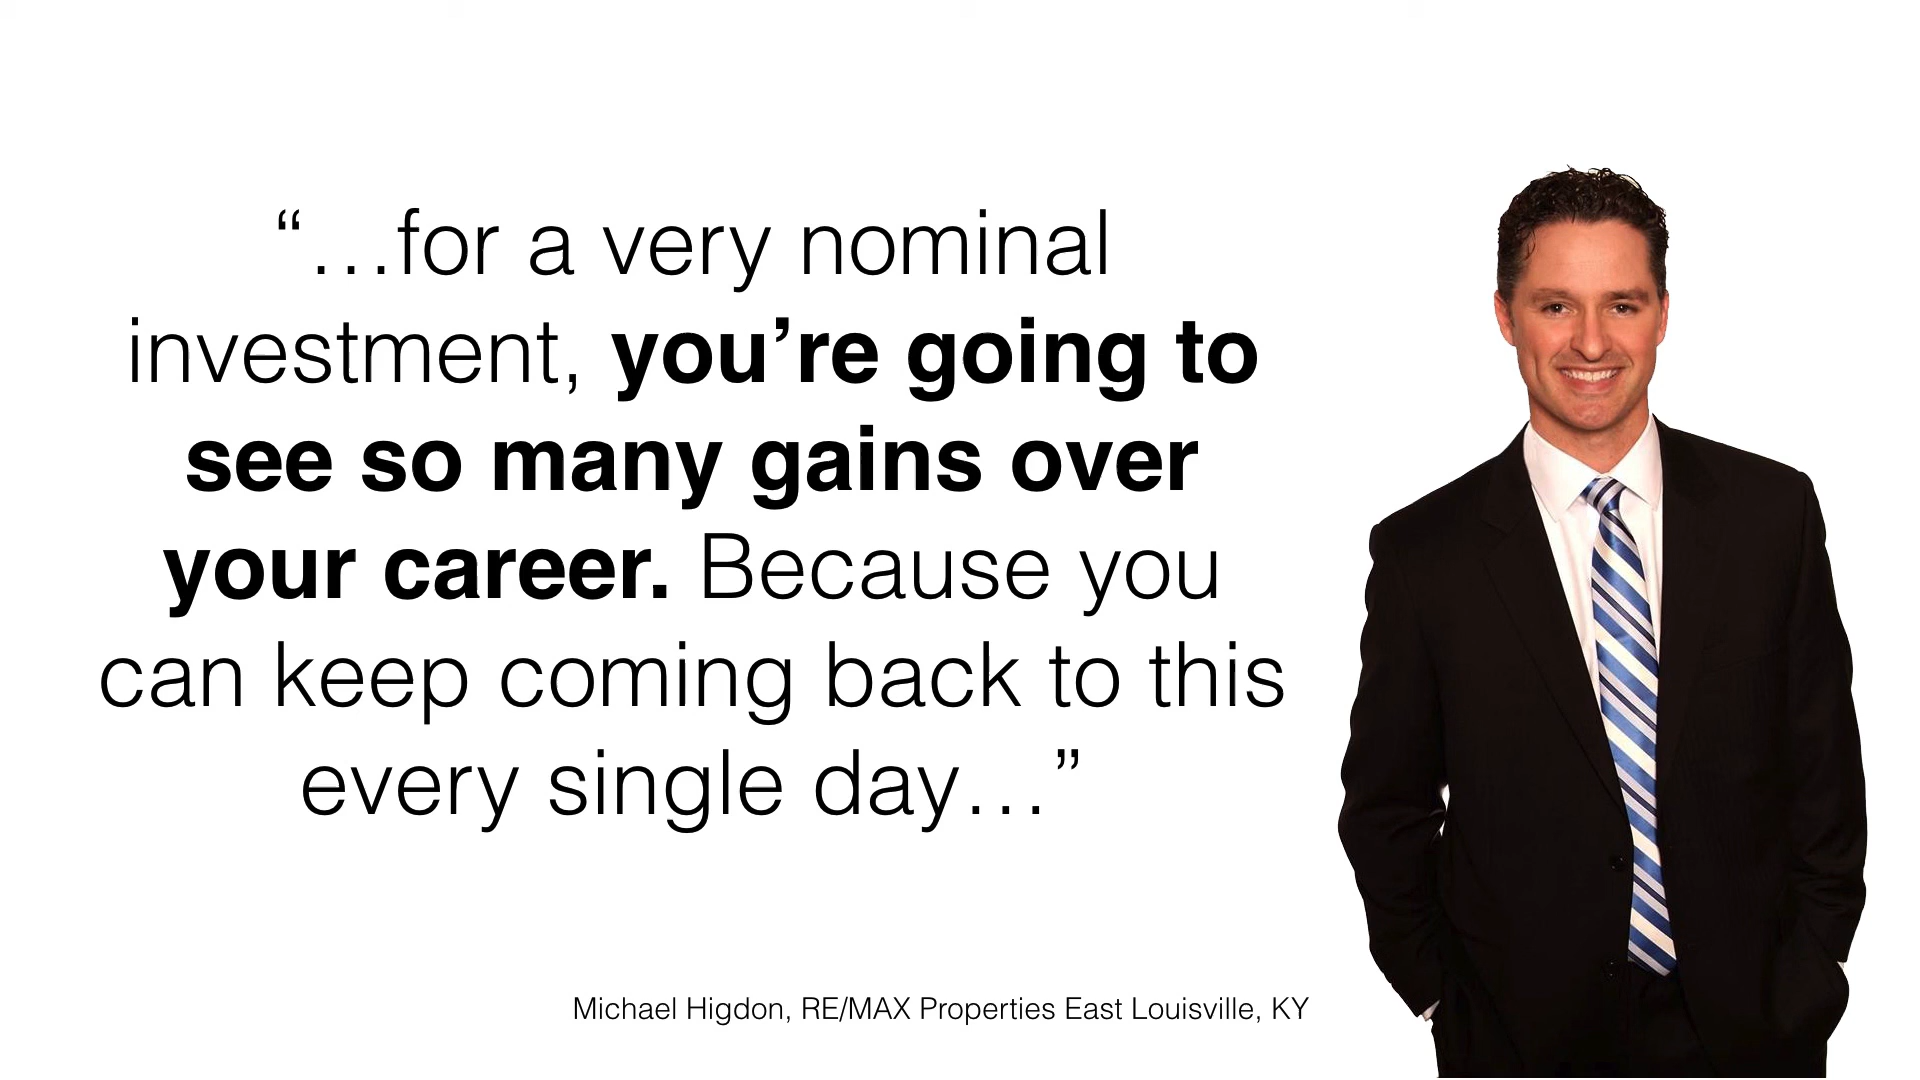 “…for a very nominal
investment, you’re going to
see so many gains over
your career. Because you
can keep coming back to this
every single day…”
Michael Higdon, RE/MAX Properties East Louisville, KY